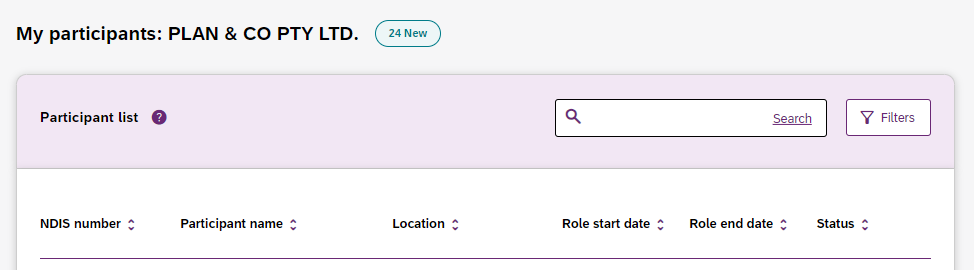 My participants: PLAN & CO PTY LTD. 24 New
Participant list ? Search Filters
NDIS number Participant name Location Role start date Role end date Status